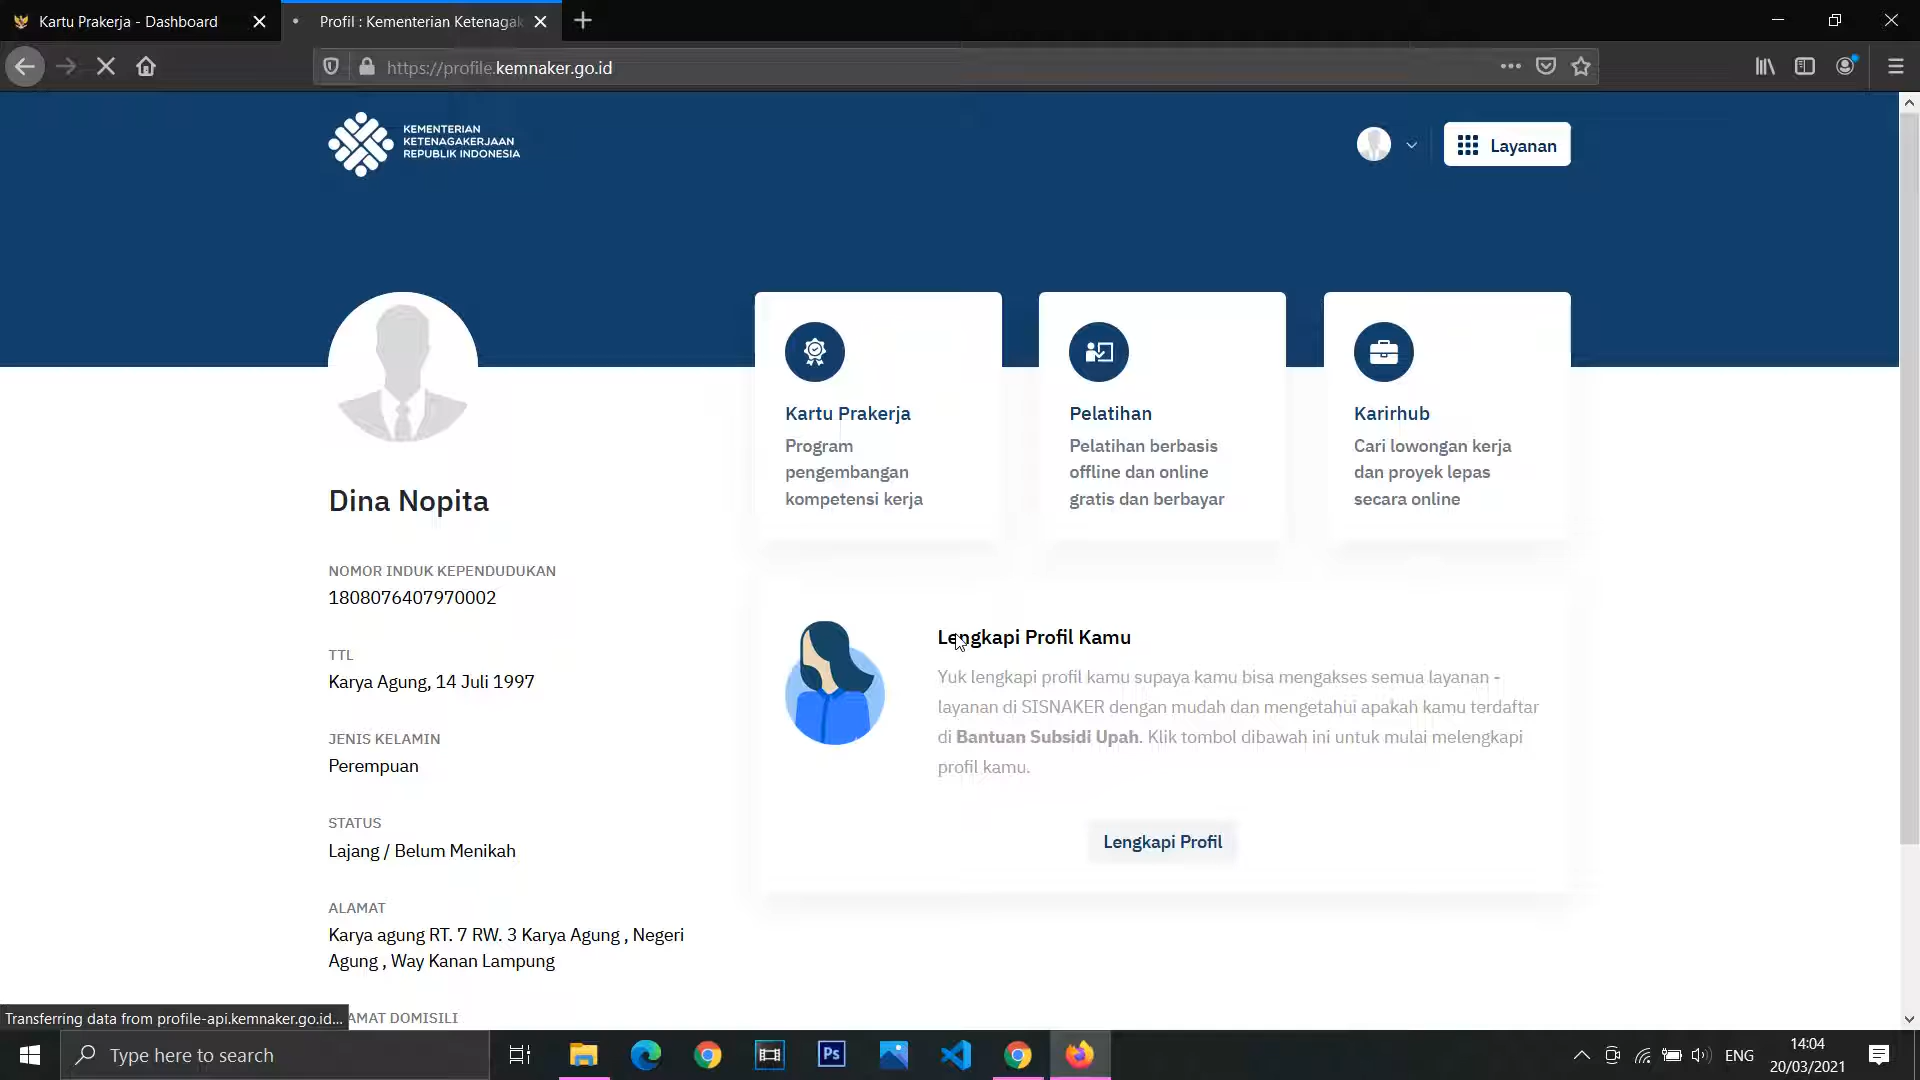 Kartu Prakerja - Dashboard
Profil : Kementerian Ketenagak
https://profile.kemnaker.go.id
KEMENTERIAN
KETENAGAKERJAAN
REPUBLIK INDONESIA
Layanan
Kartu Prakerja
Program
pengembangan
kompetensi kerja
Pelatihan
Pelatihan berbasis
offline dan online
gratis dan berbayar
Karirhub
Cari lowongan kerja
dan proyek lepas
secara online
Dina Nopita
NOMOR INDUK KEPENDUDUKAN
1808076407970002
TTL
Karya Agung, 14 Juli 1997
JENIS KELAMIN
Perempuan
STATUS
Lajang / Belum Menikah
ALAMAT
Karya agung RT. 7 RW. 3 Karya Agung , Negeri
Agung , Way Kanan Lampung
AMAT DOMISILI
Lengkapi Profil Kamu
Yuk lengkapi profil kamu supaya kamu bisa mengakses semua layanan -
layanan di SISNAKER dengan mudah dan mengetahui apakah kamu terdaftar
di Bantuan Subsidi Upah. Klik tombol dibawah ini untuk mulai melengkapi
profil kamu.
Lengkapi Profil
Transferring data from profile-api.kemnaker.go.id...
Type here to search
Ps
ENG
14:04
20/03/2021